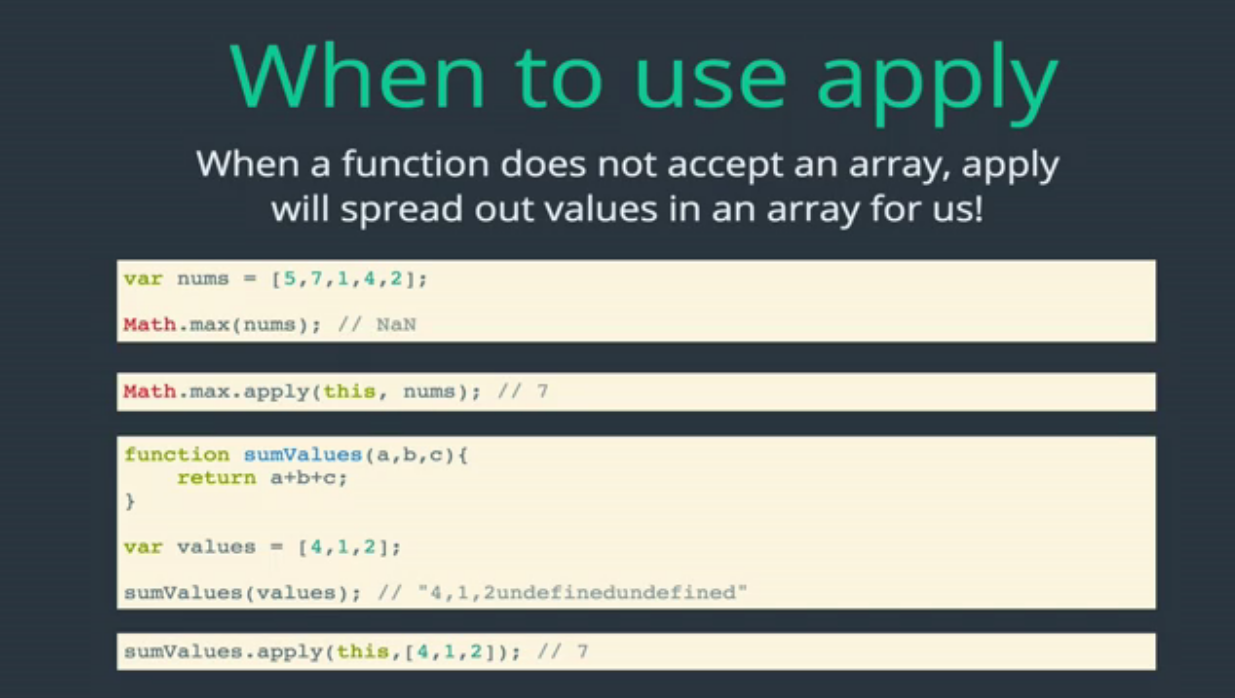 When to use apply
When a function does not accept an array, apply
will spread out values in an array for us!
var nums = [5,7,1,4,2];
Math.max(nums); // NaN
Math.max.apply(this, nums); // 7
function sumValues(a,b,c){
    return a+b+c;
}
var values = [4,1,2];
sumValues(values); // "4,1,2undefinedundefined"
sumValues.apply(this,[4,1,2]); // 7